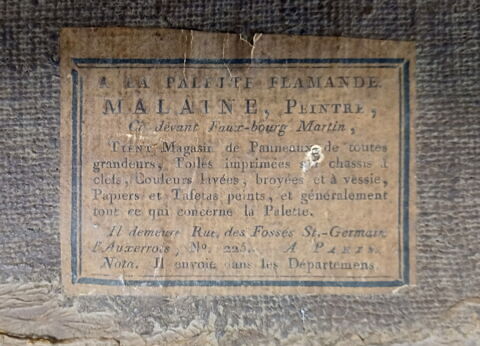 A LA PALETTE FLAMANDE.
MALAINE, PEINTRE,
Ci devant Faux-bourg Martin,
TIENT Magasin de Panneaux de toutes
grandeurs, Toiles imprimées sur chassis à
clefs, Couleurs lavées, broyées et à vessie,
Papiers et Tafetas peints, et généralement
tout ce qui concerne la Palette.
Il demeure Rue des Fossés St.-Germain
l'Auxerrois, No. 225. A PARIS.
Nota. Il envoie dans les Départemens.